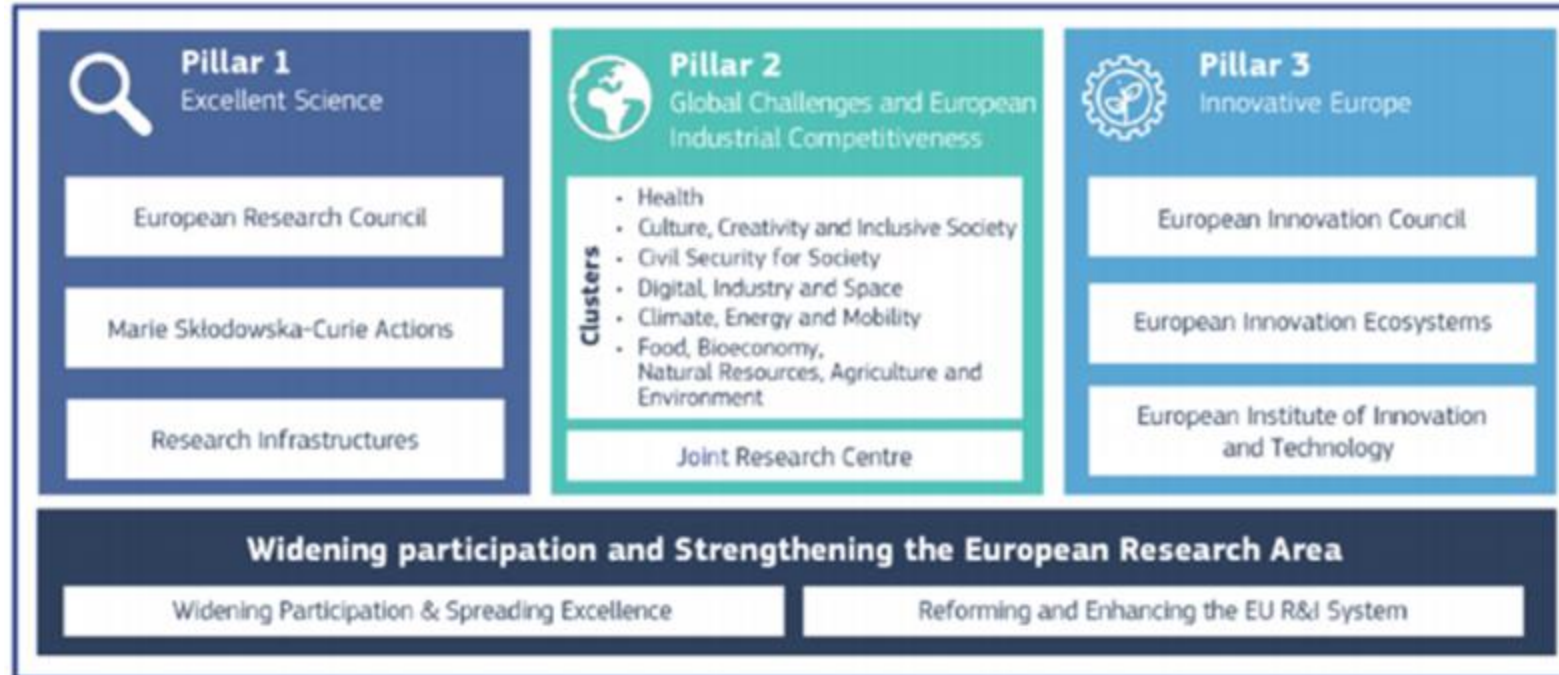 Pillar 1
Excellent Science
European Research Council
Marie Skłodowska-Curie Actions
Research Infrastructures
Pillar 2
Global Challenges and European
Industrial Competitiveness
Clusters
• Health
• Culture, Creativity and Inclusive Society
• Civil Security for Society
• Digital, Industry and Space
• Climate, Energy and Mobility
• Food, Bioeconomy,
Natural Resources, Agriculture and
Environment
Joint Research Centre
Pillar 3
Innovative Europe
European Innovation Council
European Innovation Ecosystems
European Institute of Innovation
and Technology
Widening participation and Strengthening the European Research Area
Widening Participation & Spreading Excellence
Reforming and Enhancing the EU R&I System